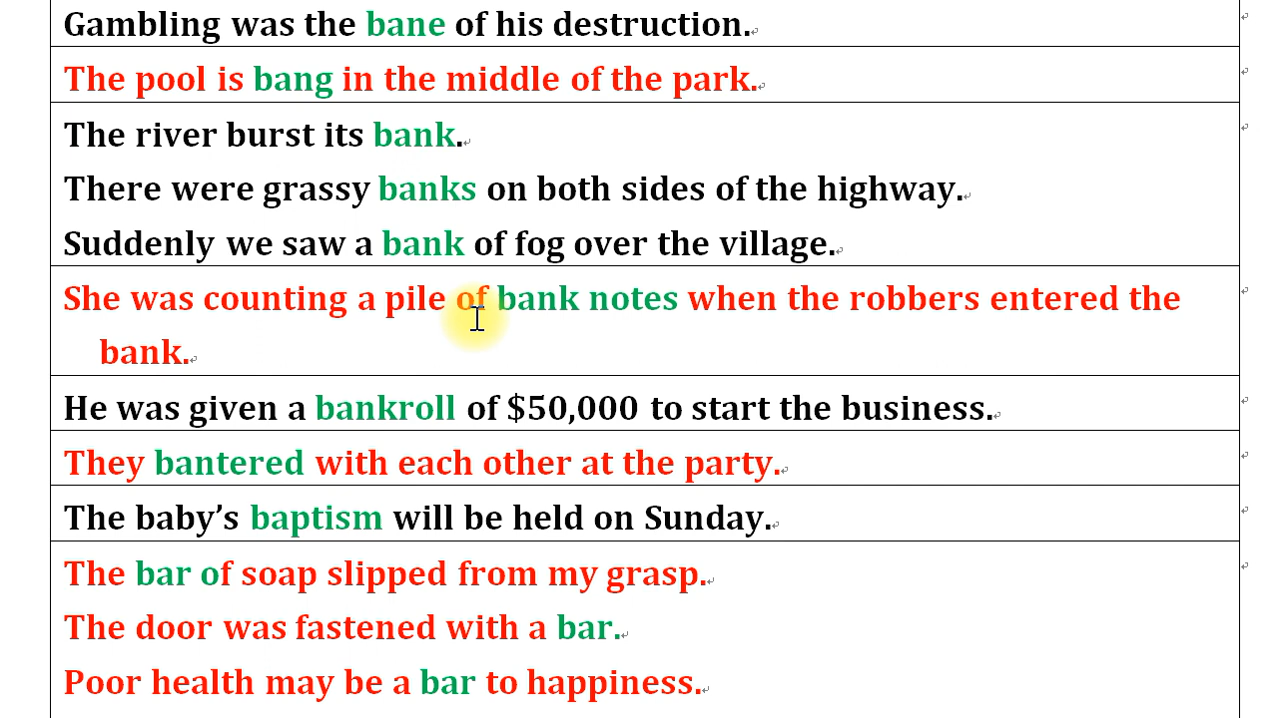 Gambling was the bane of his destruction.
The pool is bang in the middle of the park.
The river burst its bank.
There were grassy banks on both sides of the highway.
Suddenly we saw a bank of fog over the village.
She was counting a pile of bank notes when the robbers entered the
bank.
He was given a bankroll of $50,000 to start the business.
They bantered with each other at the party.
The baby’s baptism will be held on Sunday.
The bar of soap slipped from my grasp.
The door was fastened with a bar.
Poor health may be a bar to happiness.